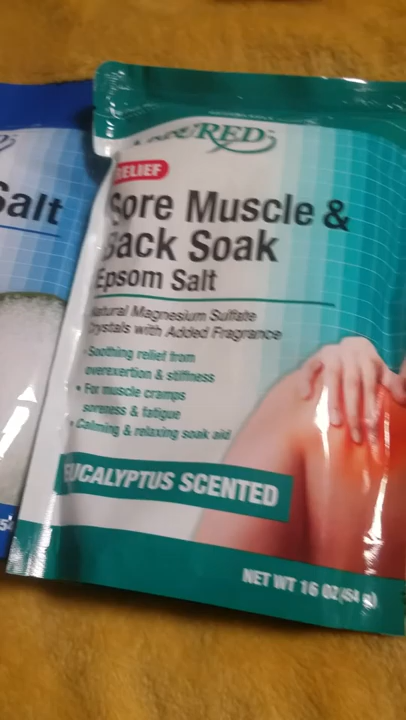 Salt
RELIEF
Sore Muscle &
Back Soak
Epsom Salt
Natural Magnesium Sulfate
Crystals with Added Fragrance
• Soothing relief from
overexertion & stiffness
• For muscle cramps
soreness & fatigue
• Calming & relaxing soak aid
EUCALYPTUS SCENTED
NET WT 16 OZ